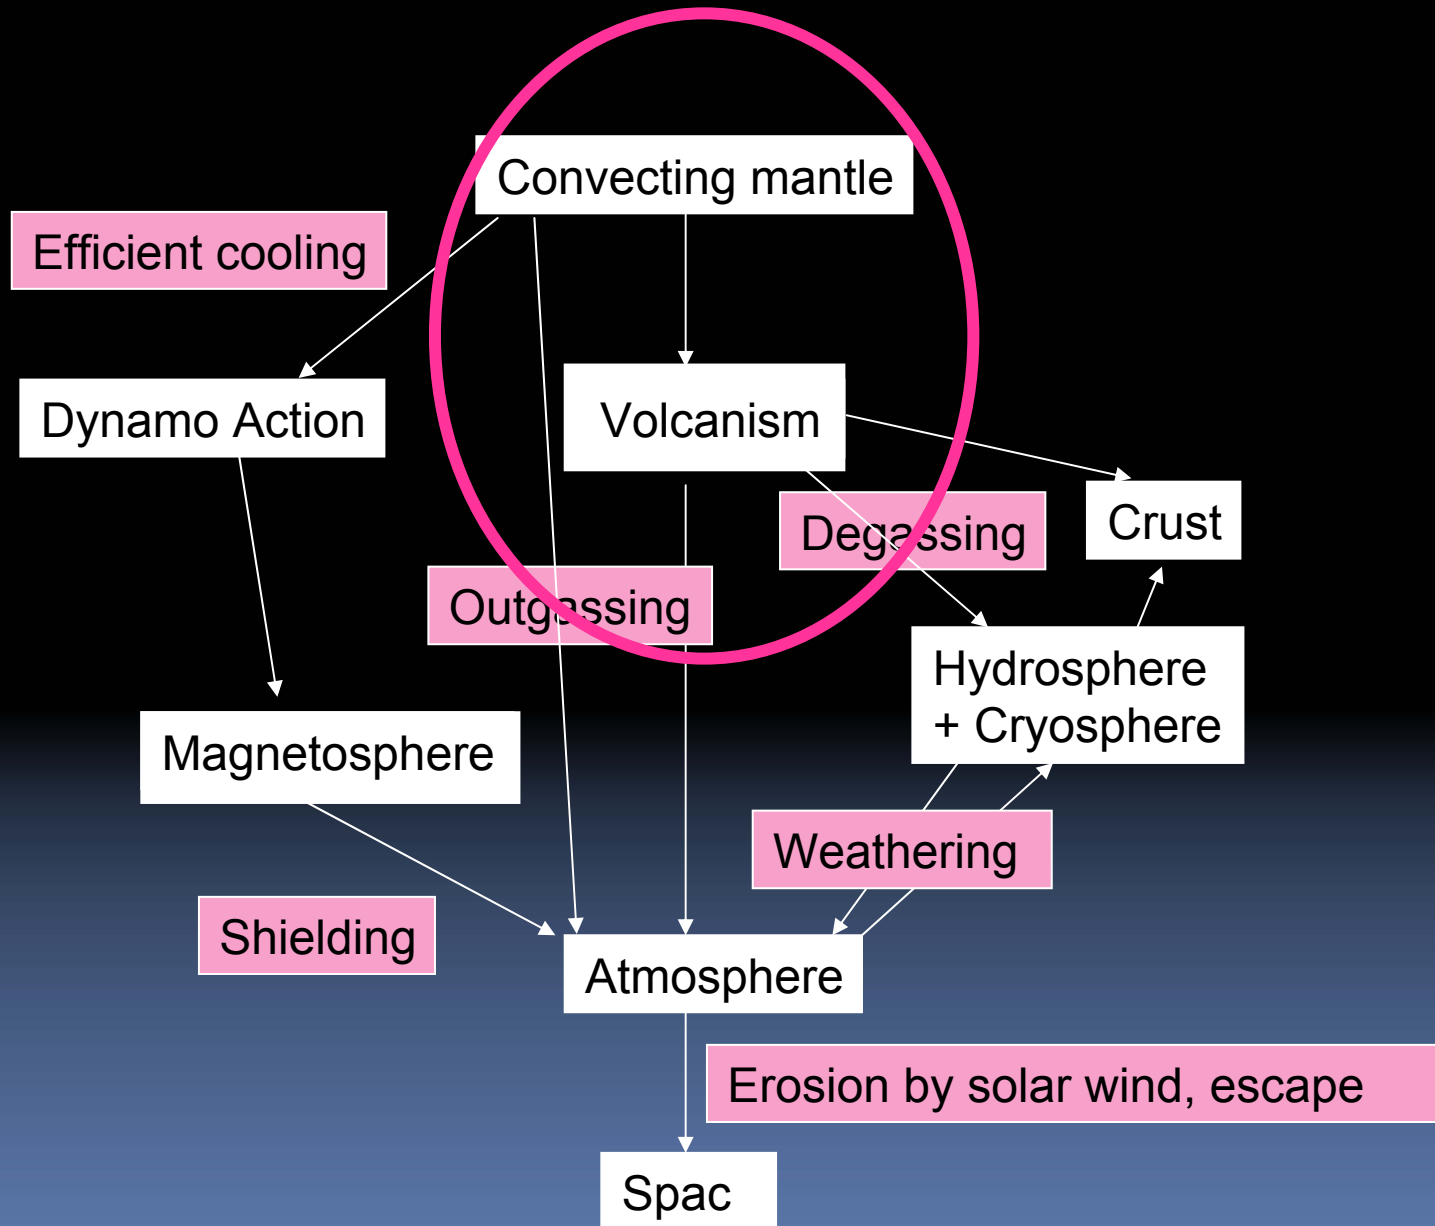 Convecting mantle
Efficient cooling
Dynamo Action
Volcanism
Crust
Degassing
Outgassing
Hydrosphere
+ Cryosphere
Magnetosphere
Weathering
Shielding
Atmosphere
Erosion by solar wind, escape
Spac